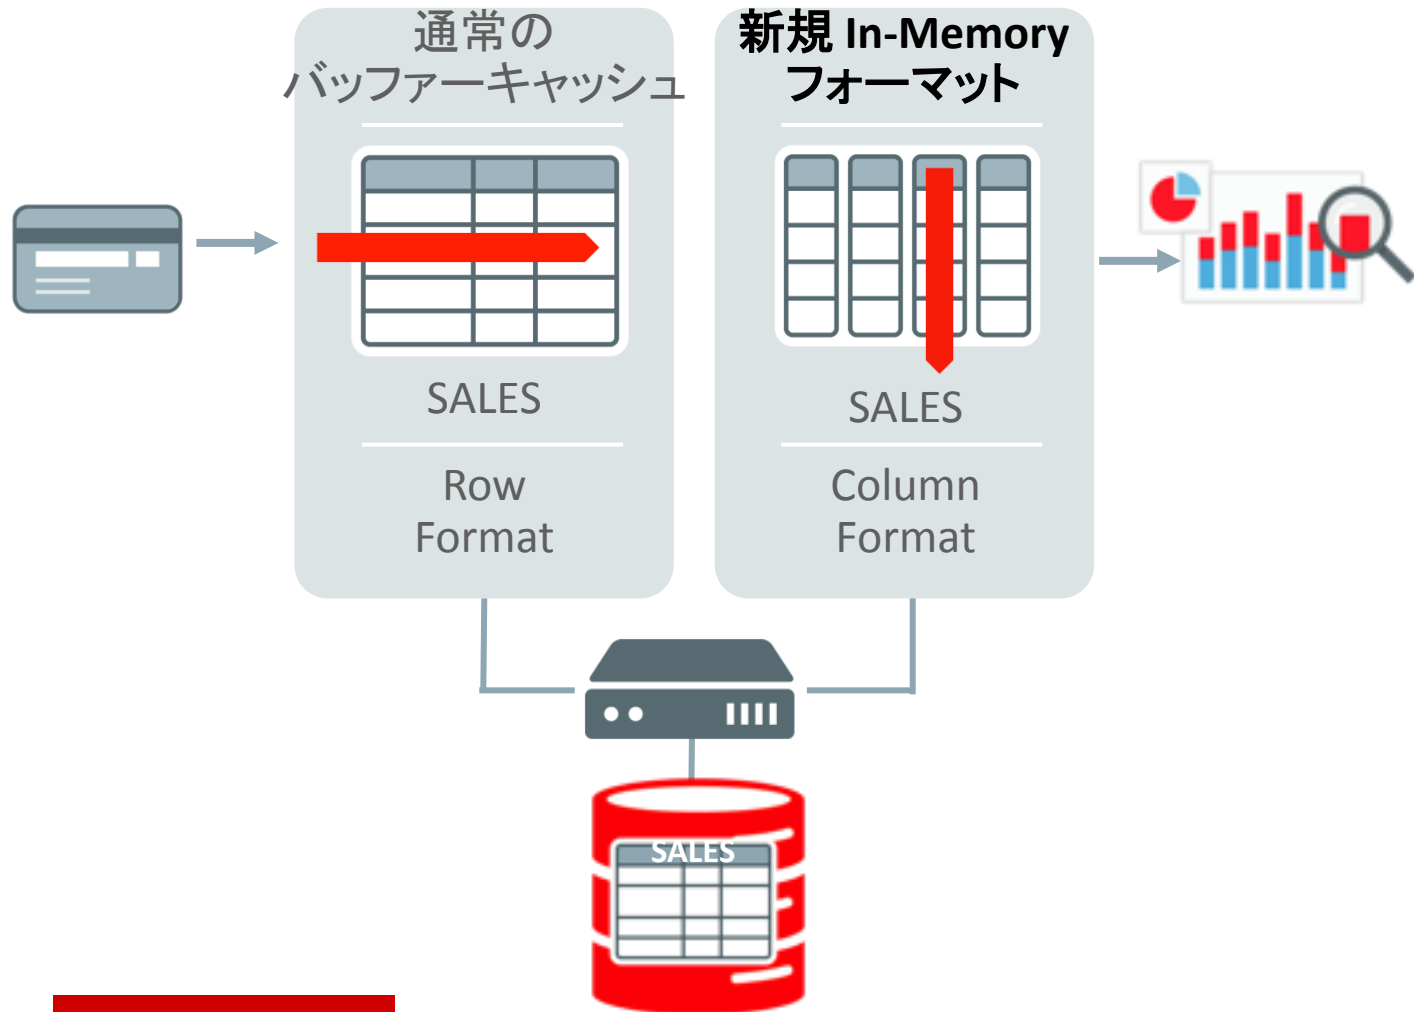 通常の
バッファーキャッシュ
SALES
Row
Format
新規 In-Memory
フォーマット
SALES
Column
Format
SALES